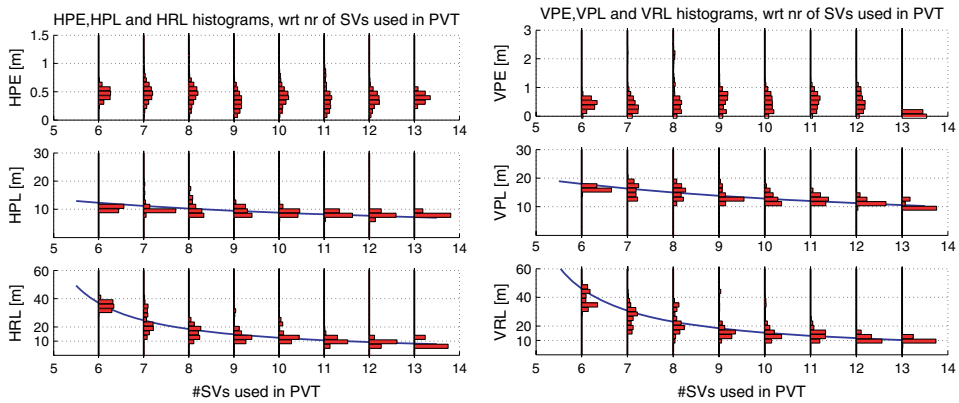 HPE,HPL and HRL histograms, wrt nr of SVs used in PVT
HPE [m]
1.5
1
0.5
0
5 6 7 8 9 10 11 12 13 14
HPL [m]
30
20
10
5 6 7 8 9 10 11 12 13 14
HRL [m]
60
40
20
10
5 6 7 8 9 10 11 12 13 14
#SVs used in PVT
VPE,VPL and VRL histograms, wrt nr of SVs used in PVT
VPE [m]
3
2
1
0
5 6 7 8 9 10 11 12 13 14
VPL [m]
30
20
10
5 6 7 8 9 10 11 12 13 14
VRL [m]
60
40
20
10
5 6 7 8 9 10 11 12 13 14
#SVs used in PVT